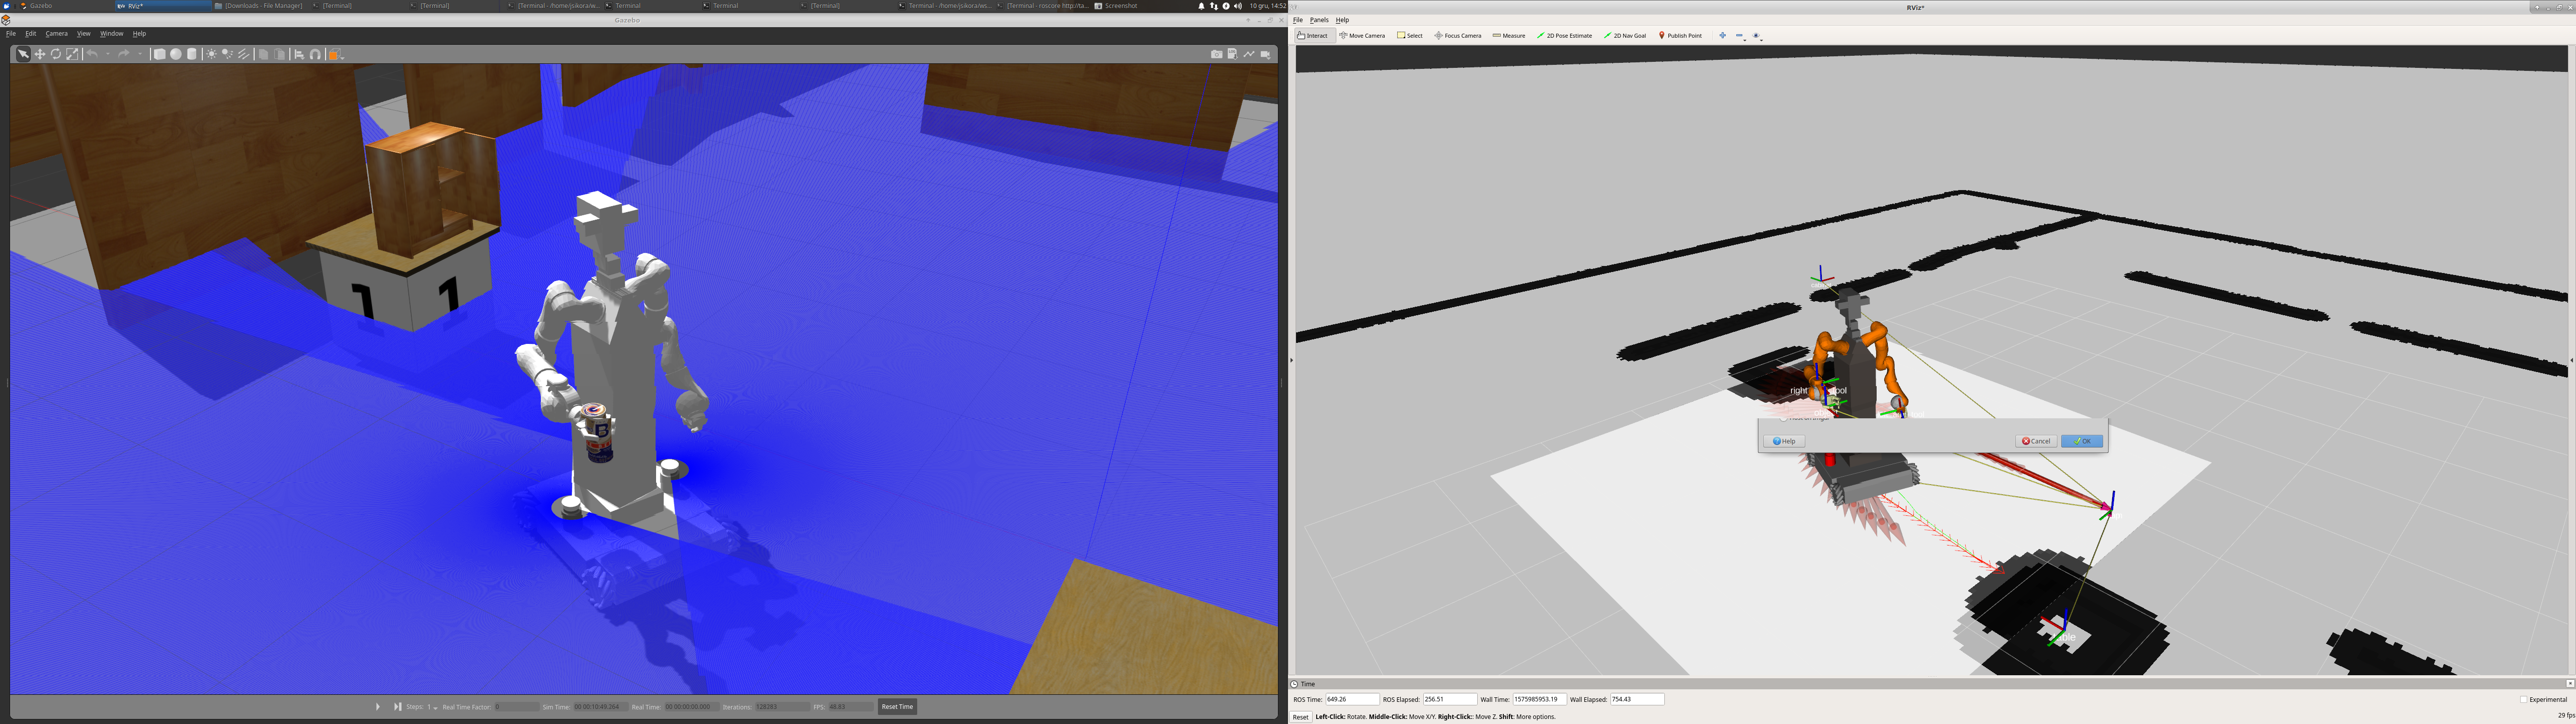 Gazebo
RViz*
[Downloads - File Manager]
[Terminal]
[Terminal]
[Terminal - /home/jsikora/w...
Terminal
Terminal
[Terminal]
Terminal - /home/jsikora/ws...
[Terminal - roscore http://ta...
Screenshot
10 gru, 14:52
Gazebo
File Edit Camera View Window Help
1 1
B
Steps: 1 Real Time Factor: 0 Sim Time: 00 00:10:49.264 Real Time: 00 00:00:00.000 Iterations: 128283 FPS: 48.83 Reset Time
RViz*
File Panels Help
Interact Move Camera Select Focus Camera Measure 2D Pose Estimate 2D Nav Goal Publish Point
right
Help Cancel OK
Time
ROS Time: 649.26 ROS Elapsed: 256.51 Wall Time: 1575985953.19 Wall Elapsed: 754.43 Experimental
Reset Left-Click: Rotate. Middle-Click: Move X/Y. Right-Click:: Move Z. Shift: More options. 29 fps